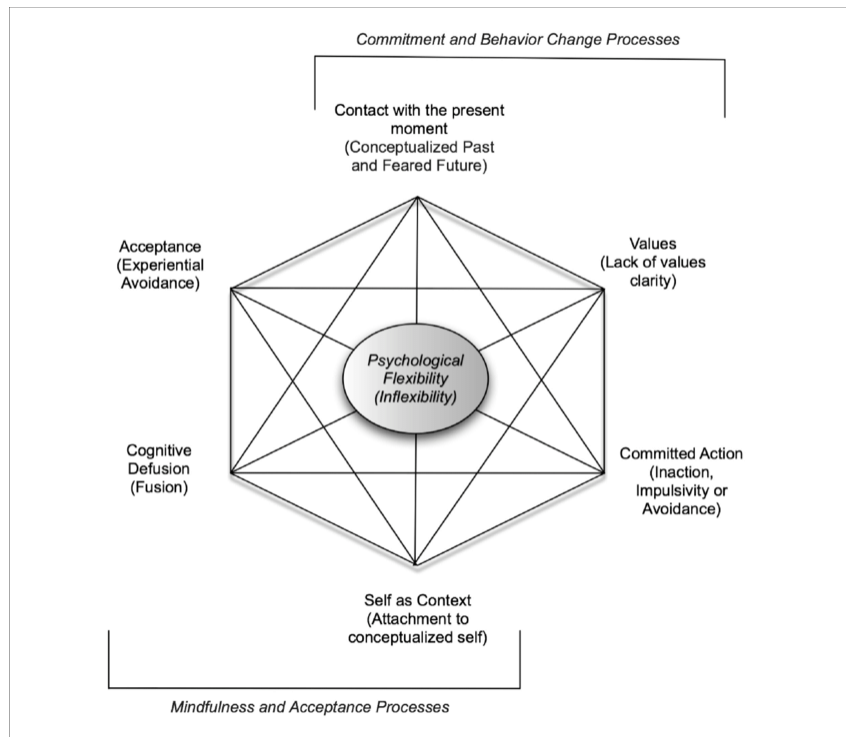 Commitment and Behavior Change Processes
Contact with the present
moment
(Conceptualized Past
and Feared Future)
Acceptance
(Experiential
Avoidance)
Values
(Lack of values
clarity)
Psychological
Flexibility
(Inflexibility)
Cognitive
Defusion
(Fusion)
Committed Action
(Inaction,
Impulsivity or
Avoidance)
Self as Context
(Attachment to
conceptualized self)
Mindfulness and Acceptance Processes